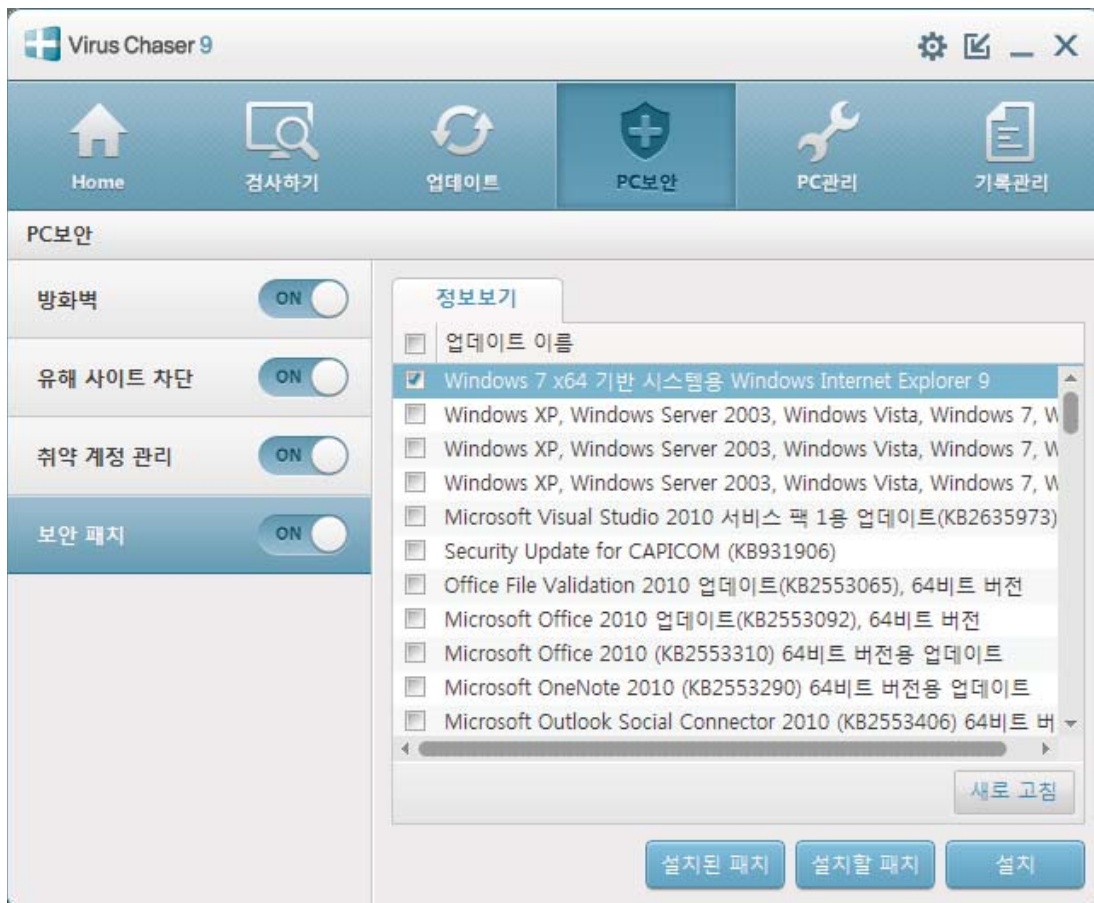 Virus Chaser 9
Home
검사하기
업데이트
PC보안
PC관리
기록관리
PC보안
방화벽
ON
유해 사이트 차단
ON
취약 계정 관리
ON
보안 패치
ON
정보보기
업데이트 이름
Windows 7 x64 기반 시스템용 Windows Internet Explorer 9
Windows XP, Windows Server 2003, Windows Vista, Windows 7, W
Windows XP, Windows Server 2003, Windows Vista, Windows 7, W
Windows XP, Windows Server 2003, Windows Vista, Windows 7, W
Microsoft Visual Studio 2010 서비스 팩 1용 업데이트(KB2635973)
Security Update for CAPICOM (KB931906)
Office File Validation 2010 업데이트(KB2553065), 64비트 버전
Microsoft Office 2010 업데이트(KB2553092), 64비트 버전
Microsoft Office 2010 (KB2553310) 64비트 버전용 업데이트
Microsoft OneNote 2010 (KB2553290) 64비트 버전용 업데이트
Microsoft Outlook Social Connector 2010 (KB2553406) 64비트 버
새로 고침
설치된 패치
설치할 패치
설치